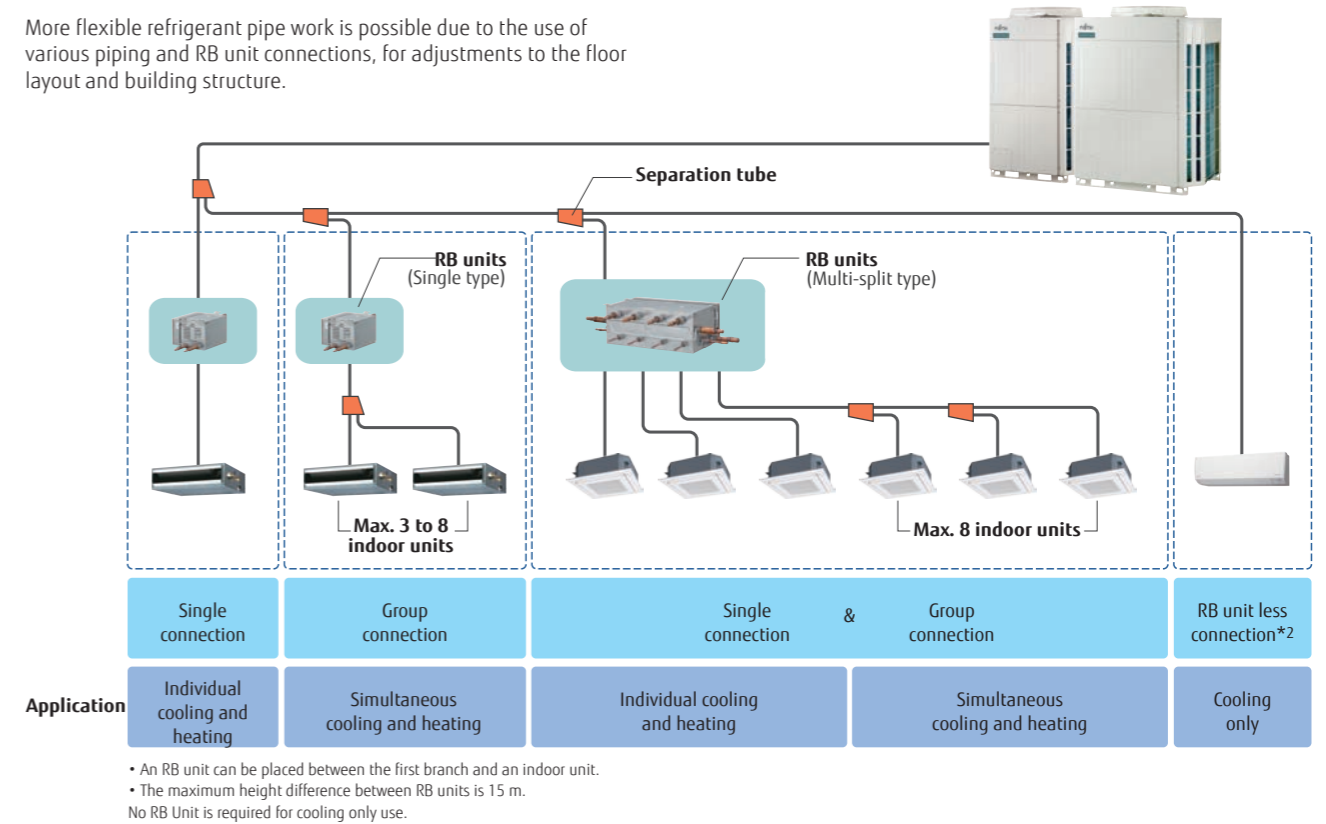 More flexible refrigerant pipe work is possible due to the use of
various piping and RB unit connections, for adjustments to the floor
layout and building structure.
Separation tube
RB units
(Single type)
RB units
(Multi-split type)
Max. 3 to 8
indoor units
Max. 8 indoor units
Single
connection
Group
connection
Single
connection
&
Group
connection
RB unit less
connection*2
Application
Individual
cooling and
heating
Simultaneous
cooling and heating
Individual cooling
and heating
Simultaneous
cooling and heating
Cooling
only
• An RB unit can be placed between the first branch and an indoor unit.
• The maximum height difference between RB units is 15 m.
No RB Unit is required for cooling only use.